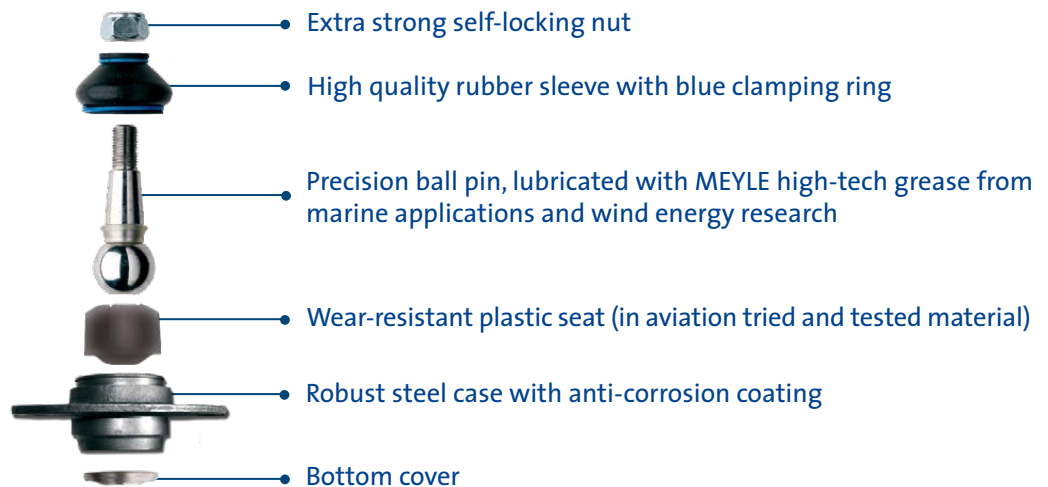 Extra strong self-locking nut
High quality rubber sleeve with blue clamping ring
Precision ball pin, lubricated with MEYLE high-tech grease from
marine applications and wind energy research
Wear-resistant plastic seat (in aviation tried and tested material)
Robust steel case with anti-corrosion coating
Bottom cover